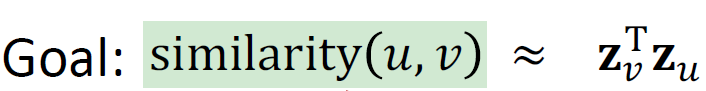 Goal: similarity(u, v) ≈ z_v^T z_u